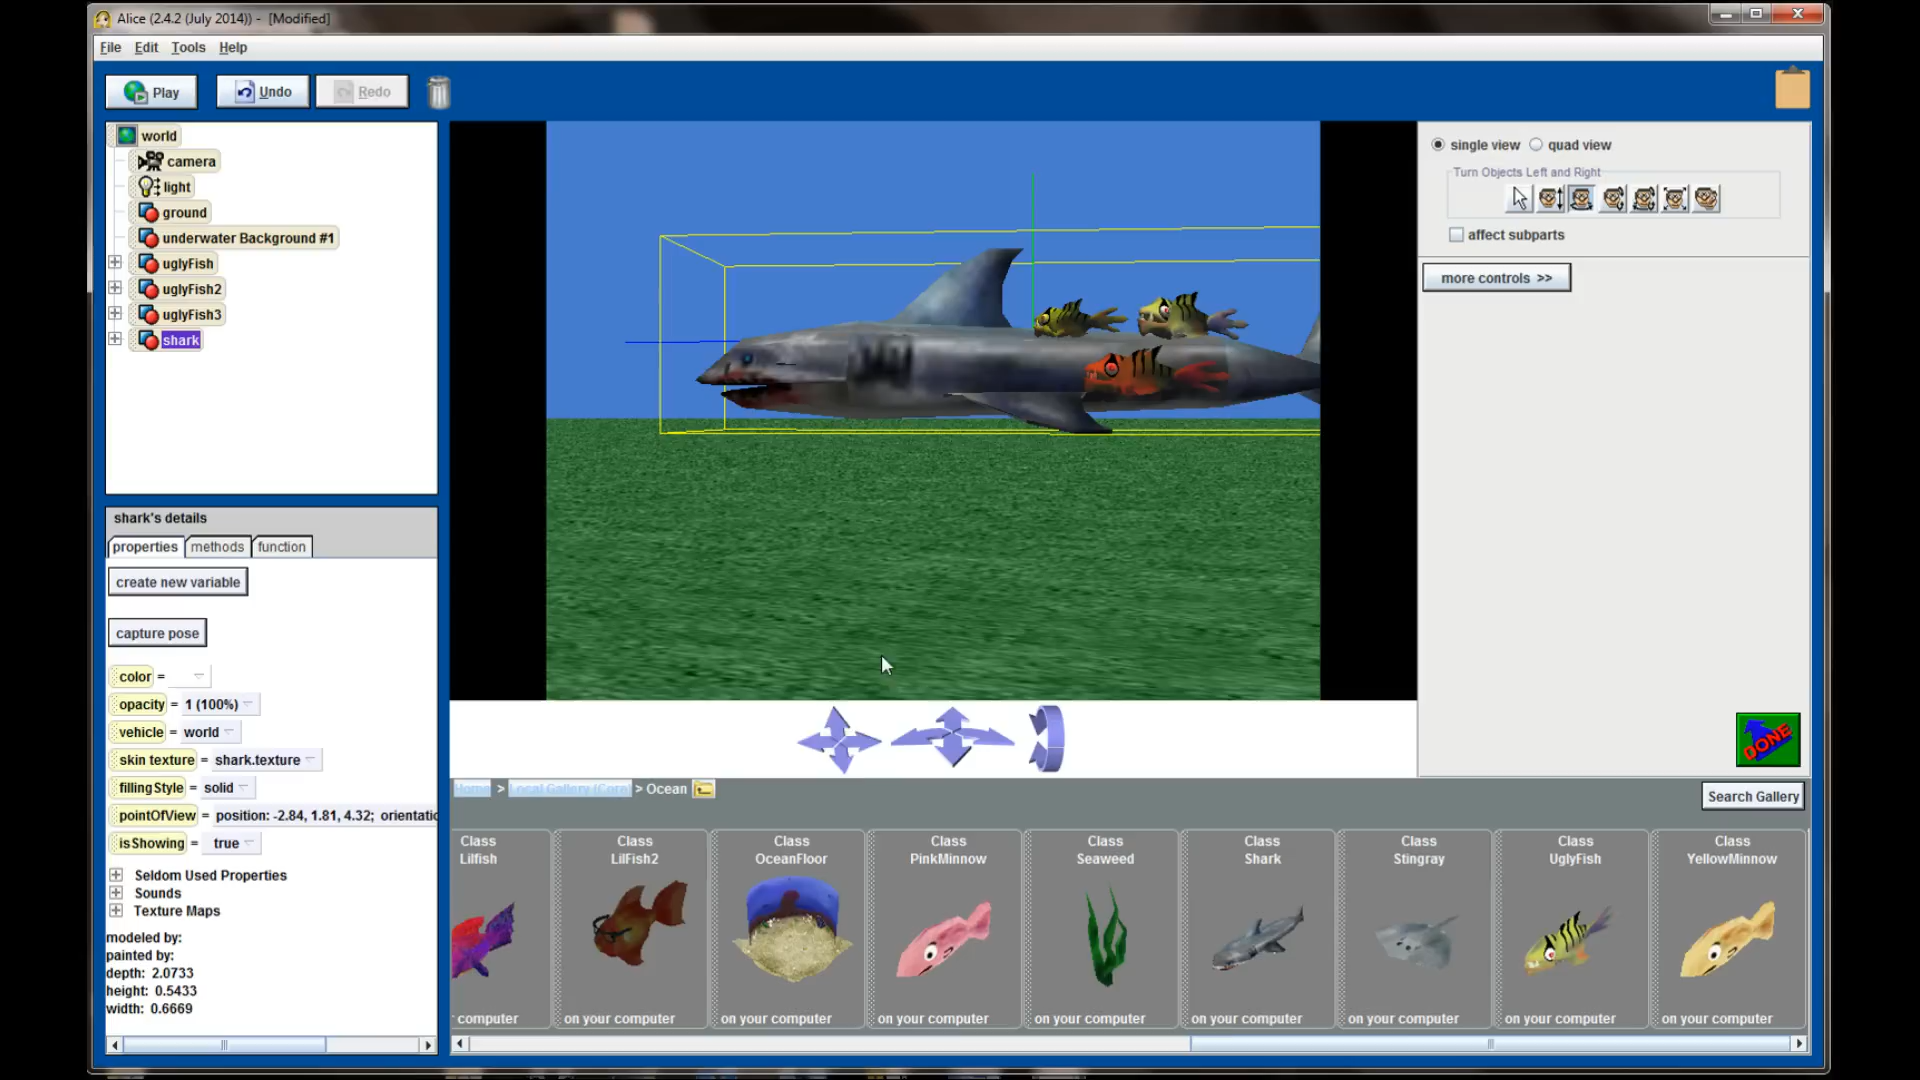 Alice (2.4.2 (July 2014)) - [Modified]
File Edit Tools Help
Play Undo Redo
world
camera
light
ground
underwater Background #1
uglyFish
uglyFish2
uglyFish3
shark
single view quad view
Turn Objects Left and Right
affect subparts
more controls >>
DONE
shark's details
properties methods function
create new variable
capture pose
color =
opacity = 1 (100%)
vehicle = world
skin texture = shark.texture
fillingStyle = solid
pointOfView = position: -2.84, 1.81, 4.32; orientatio
isShowing = true
Seldom Used Properties
Sounds
Texture Maps
modeled by:
painted by:
depth: 2.0733
height: 0.5433
width: 0.6669
Home > Local Gallery (Core) > Ocean
Search Gallery
Class
Lilfish
computer
Class
LilFish2
on your computer
Class
OceanFloor
on your computer
Class
PinkMinnow
on your computer
Class
Seaweed
on your computer
Class
Shark
on your computer
Class
Stingray
on your computer
Class
UglyFish
on your computer
Class
YellowMinnow
on your computer